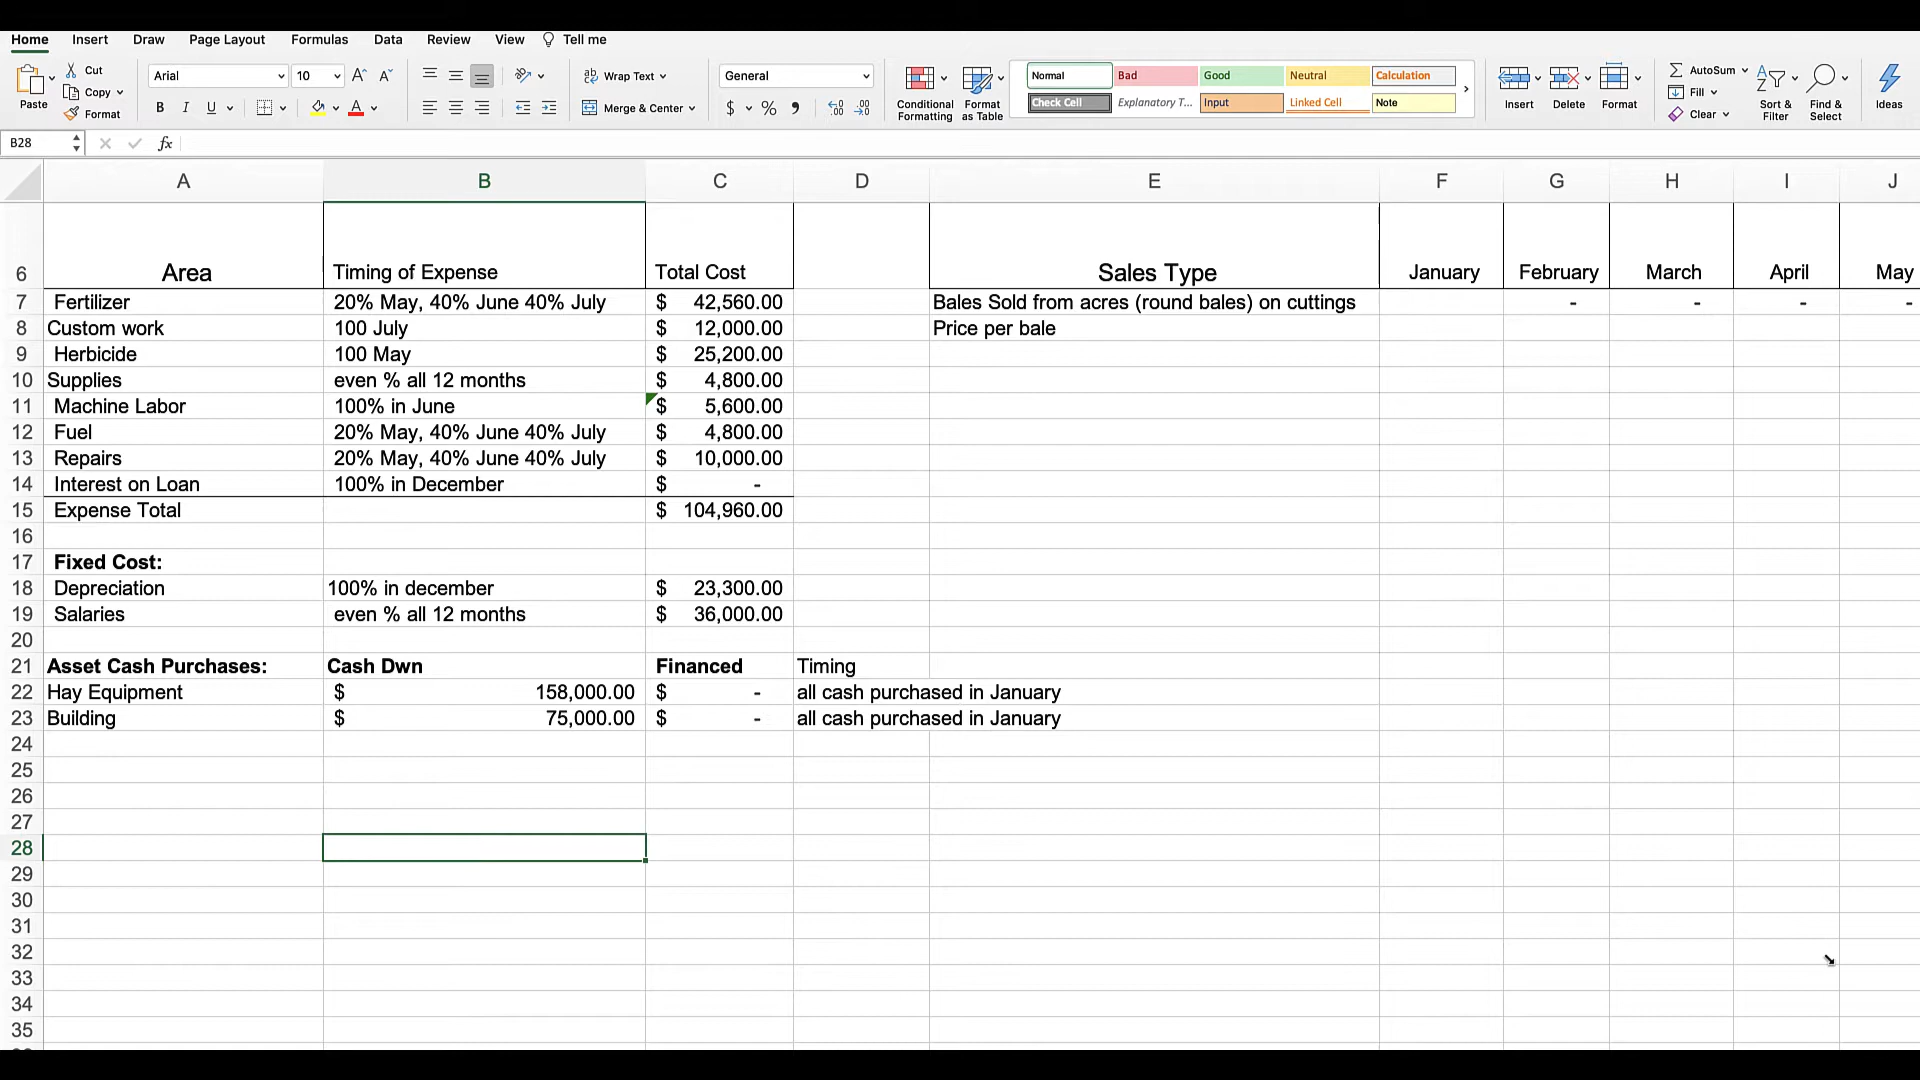 Home Insert Draw Page Layout Formulas Data Review View Tell me
Paste Cut Copy Format
Arial 10 A A
B I U A
Wrap Text
Merge & Center
General
$ %
Conditional Formatting Format as Table
Normal Bad Good Neutral Calculation
Check Cell Explanatory T... Input Linked Cell Note
Insert Delete Format
AutoSum
Fill
Clear
Sort & Filter Find & Select Ideas
B28 fx
A B C D E F G H I J
6 Area Timing of Expense Total Cost Sales Type January February March April May
7 Fertilizer 20% May, 40% June 40% July $ 42,560.00 Bales Sold from acres (round bales) on cuttings - - - -
8 Custom work 100 July $ 12,000.00 Price per bale
9 Herbicide 100 May $ 25,200.00
10 Supplies even % all 12 months $ 4,800.00
11 Machine Labor 100% in June $ 5,600.00
12 Fuel 20% May, 40% June 40% July $ 4,800.00
13 Repairs 20% May, 40% June 40% July $ 10,000.00
14 Interest on Loan 100% in December $ -
15 Expense Total $ 104,960.00
16
17 Fixed Cost:
18 Depreciation 100% in december $ 23,300.00
19 Salaries even % all 12 months $ 36,000.00
20
21 Asset Cash Purchases: Cash Dwn Financed Timing
22 Hay Equipment $ 158,000.00 $ - all cash purchased in January
23 Building $ 75,000.00 $ - all cash purchased in January
24
25
26
27
28
29
30
31
32
33
34
35